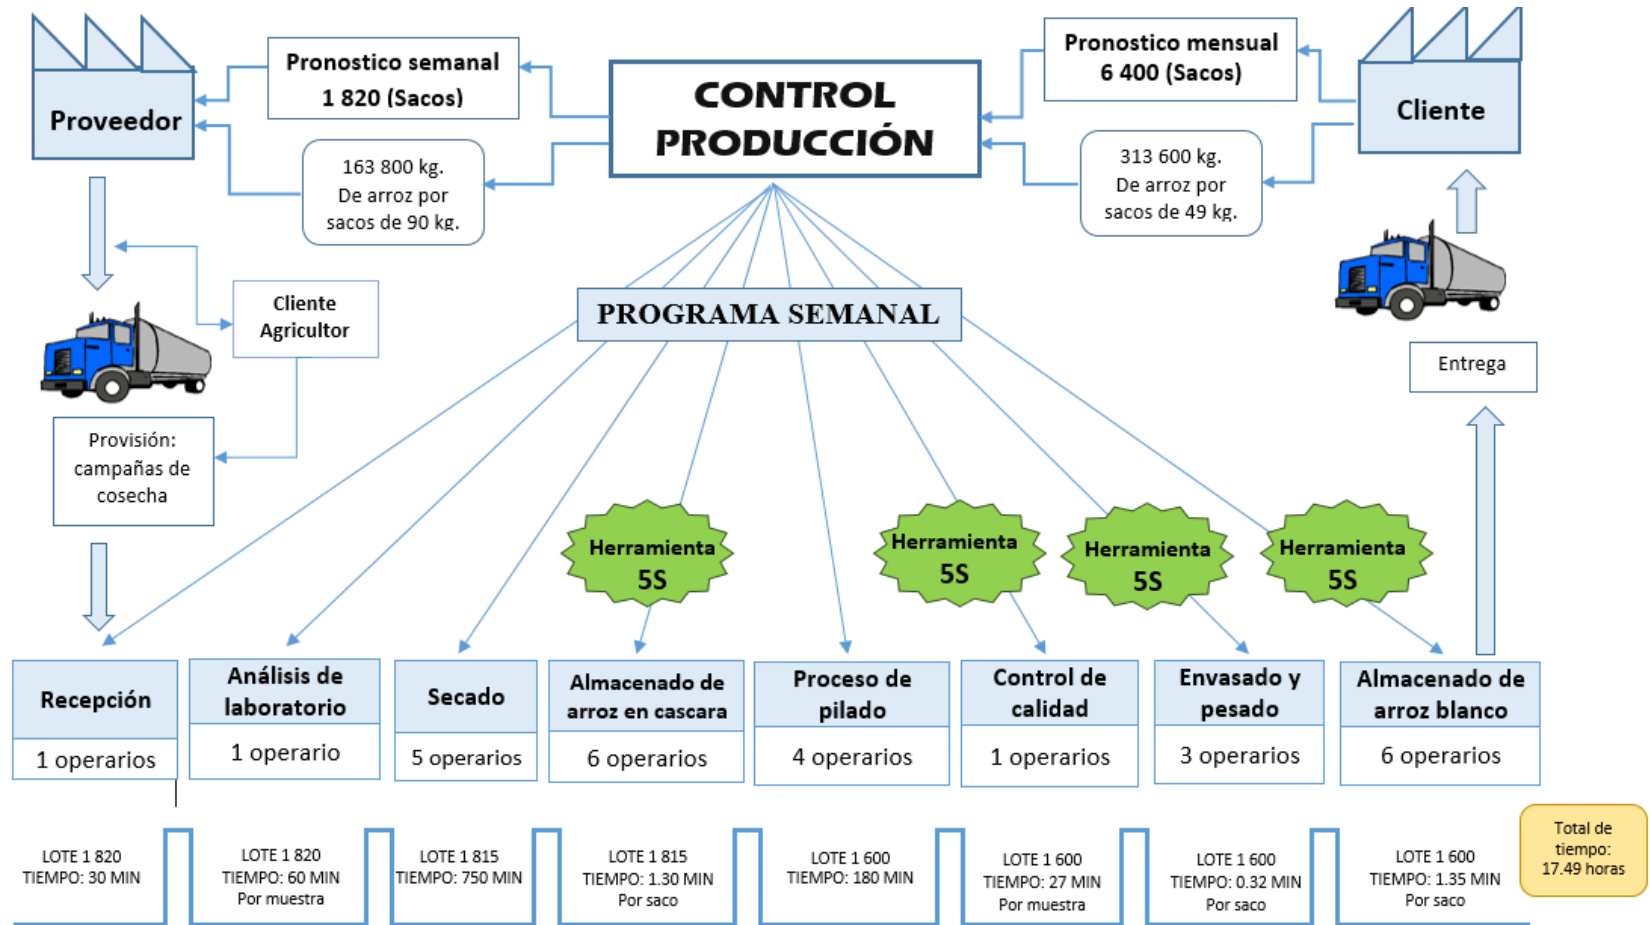 Proveedor
Pronostico semanal
1 820 (Sacos)
163 800 kg.
De arroz por
sacos de 90 kg.
CONTROL
PRODUCCIÓN
Pronostico mensual
6 400 (Sacos)
313 600 kg.
De arroz por
sacos de 49 kg.
Cliente
Cliente
Agricultor
Provisión:
campañas de
cosecha
PROGRAMA SEMANAL
Entrega
Herramienta
5S
Herramienta
5S
Herramienta
5S
Herramienta
5S
Recepción
1 operarios
Análisis de
laboratorio
1 operario
Secado
5 operarios
Almacenado de
arroz en cascara
6 operarios
Proceso de
pilado
4 operarios
Control de
calidad
1 operarios
Envasado y
pesado
3 operarios
Almacenado de
arroz blanco
6 operarios
LOTE 1 820
TIEMPO: 30 MIN
LOTE 1 820
TIEMPO: 60 MIN
Por muestra
LOTE 1 815
TIEMPO: 750 MIN
LOTE 1 815
TIEMPO: 1.30 MIN
Por saco
LOTE 1 600
TIEMPO: 180 MIN
LOTE 1 600
TIEMPO: 27 MIN
Por muestra
LOTE 1 600
TIEMPO: 0.32 MIN
Por saco
LOTE 1 600
TIEMPO: 1.35 MIN
Por saco
Total de
tiempo:
17.49 horas